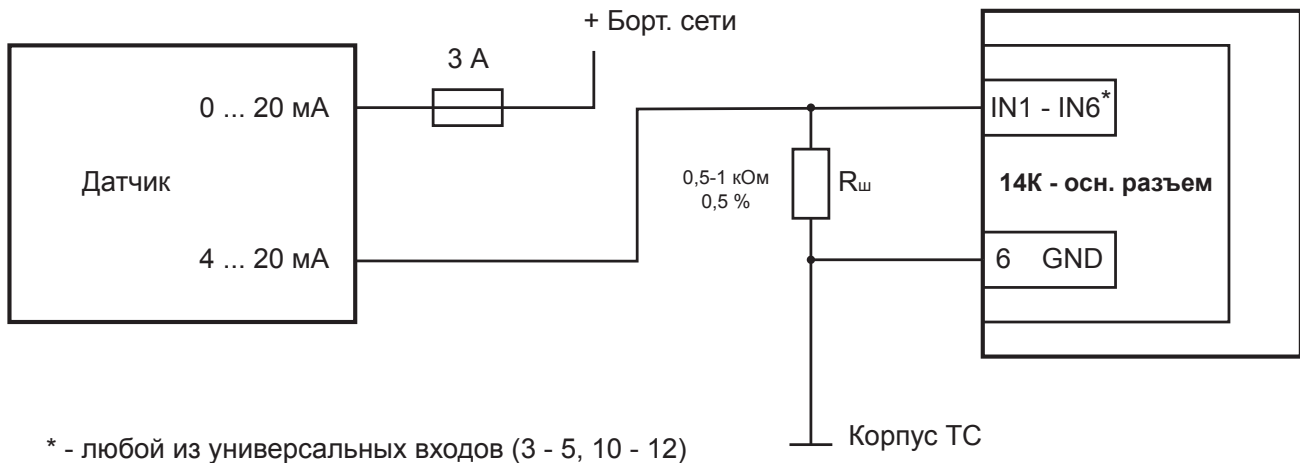 + Борт. сети
3 А
0 ... 20 мА
IN1 - IN6*
Датчик
0,5-1 кОм
0,5 %
Rш
14К - осн. разъем
4 ... 20 мА
6 GND
Корпус ТС
* - любой из универсальных входов (3 - 5, 10 - 12)